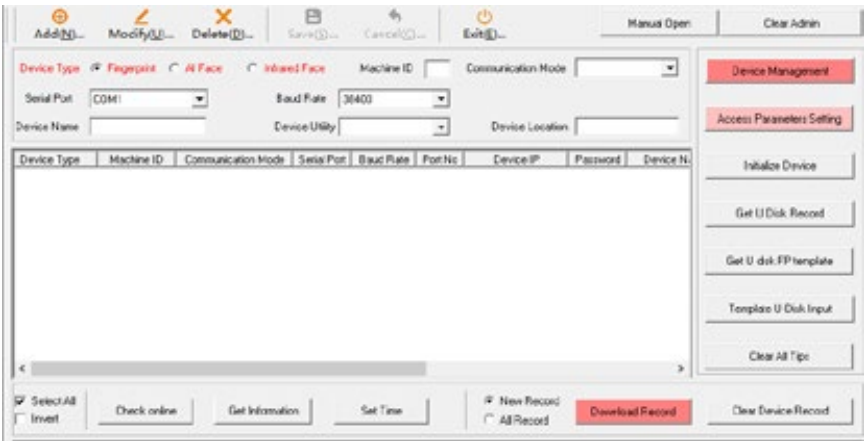 Add(N)... Modify(U)... Delete(D)... Save(S)... Cancel(C)... Exit(E)... Manual Open Clear Admin
Device Type Fingerprint AI Face Infrared Face Machine ID Communication Mode
Device Management
Serial Port COM1 Baud Rate 38400
Access Parameters Setting
Device Name Device Utility Device Location
Device Type Machine ID Communication Mode Serial Port Baud Rate Port No Device IP Password Device N
Initialize Device
Get U Disk Record
Get U disk FP template
Template U Disk Input
Clear All Tips
Select All
Invert
Check online Get Information Set Time
New Record
All Record
Download Record Clear Device Record